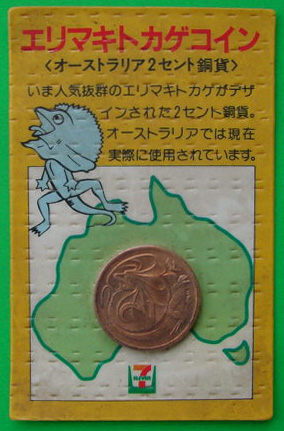 エリマキトカゲコイン
〈オーストラリア2セント銅貨〉
いま人気抜群のエリマキトカゲがデザ
インされた2セント銅貨。
オーストラリアでは現在
実際に使用されています。
7
ELEVEN